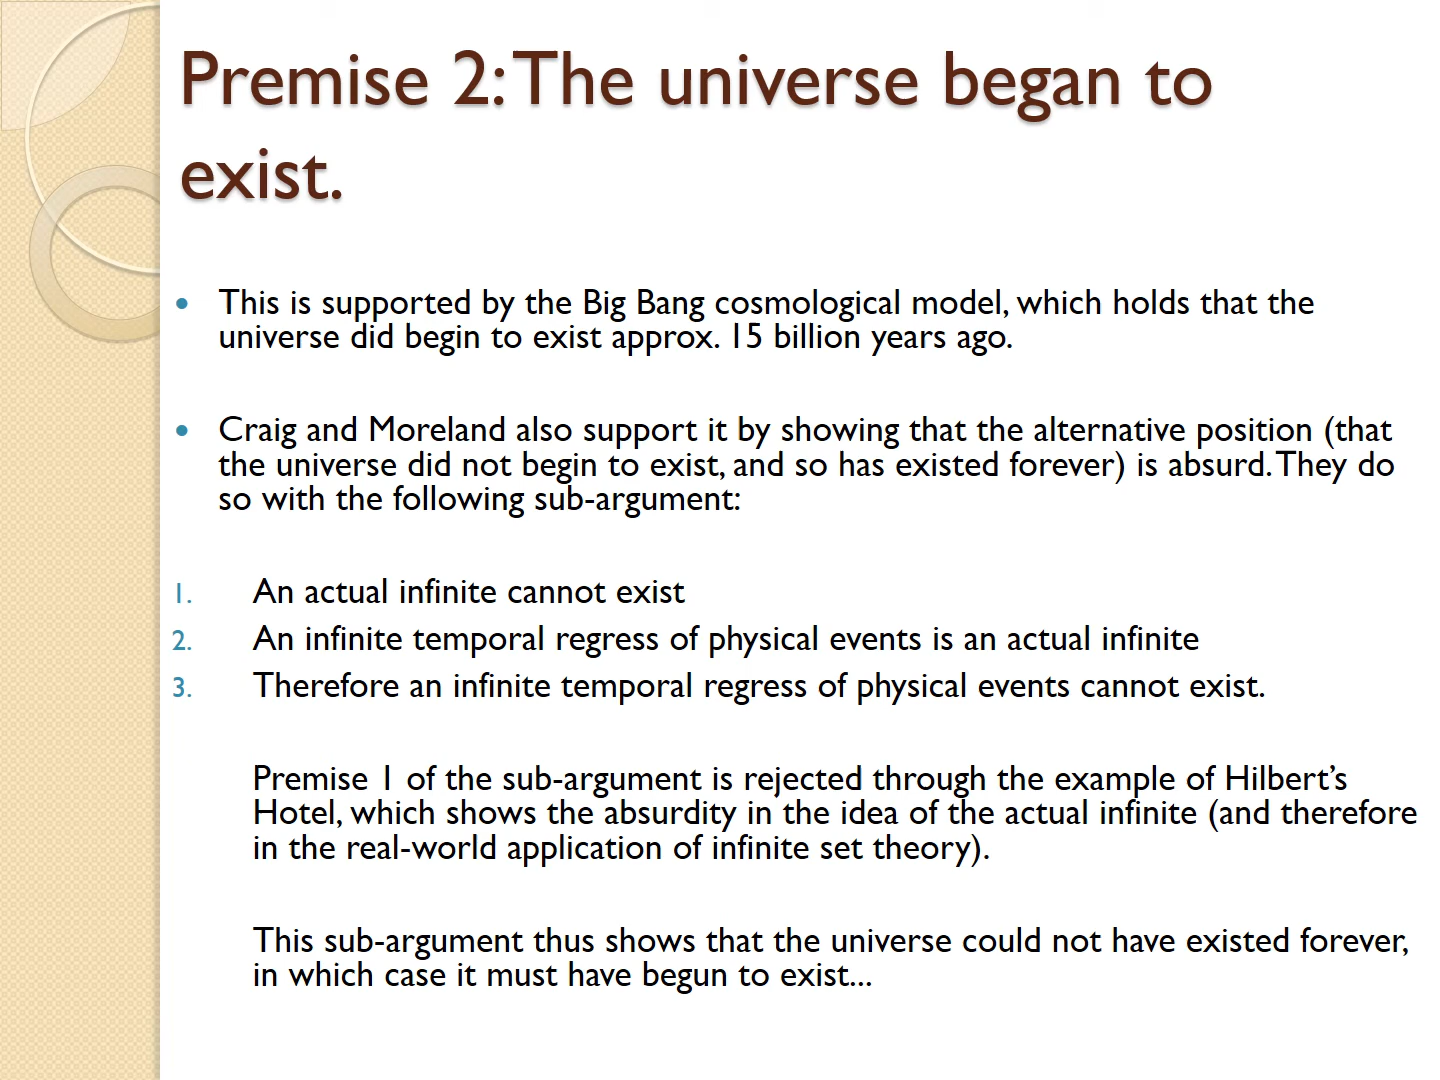 Premise 2: The universe began to
exist.
• This is supported by the Big Bang cosmological model, which holds that the
universe did begin to exist approx. 15 billion years ago.
• Craig and Moreland also support it by showing that the alternative position (that
the universe did not begin to exist, and so has existed forever) is absurd. They do
so with the following sub-argument:
1. An actual infinite cannot exist
2. An infinite temporal regress of physical events is an actual infinite
3. Therefore an infinite temporal regress of physical events cannot exist.
Premise 1 of the sub-argument is rejected through the example of Hilbert’s
Hotel, which shows the absurdity in the idea of the actual infinite (and therefore
in the real-world application of infinite set theory).
This sub-argument thus shows that the universe could not have existed forever,
in which case it must have begun to exist...